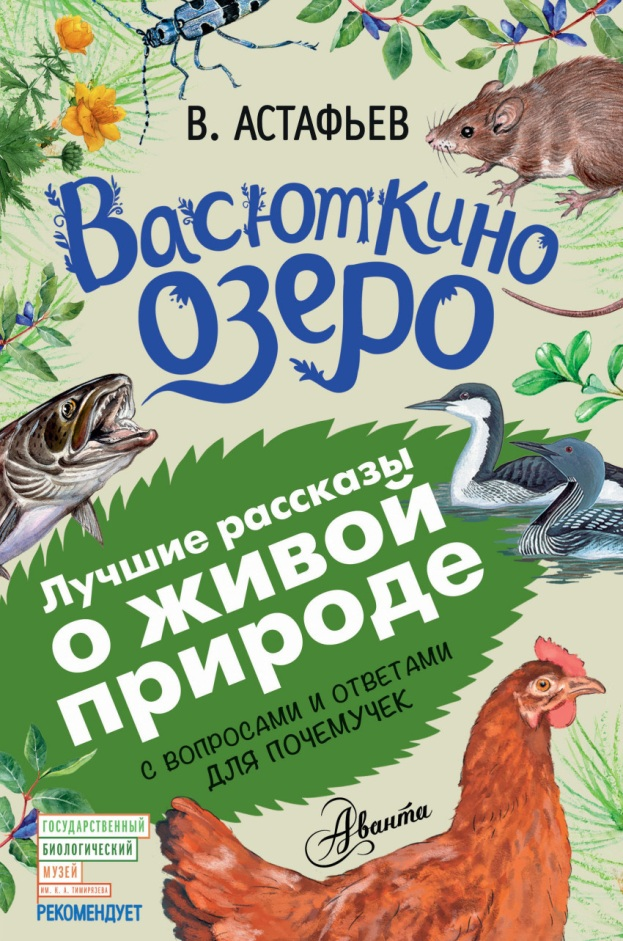 В. АСТАФЬЕВ
Васюткино
озеро
Лучшие рассказы
о живой
природе
С ВОПРОСАМИ И ОТВЕТАМИ
ДЛЯ ПОЧЕМУЧЕК
Аванта
ГОСУДАРСТВЕННЫЙ
БИОЛОГИЧЕСКИЙ
МУЗЕЙ
ИМ. К. А. ТИМИРЯЗЕВА
РЕКОМЕНДУЕТ